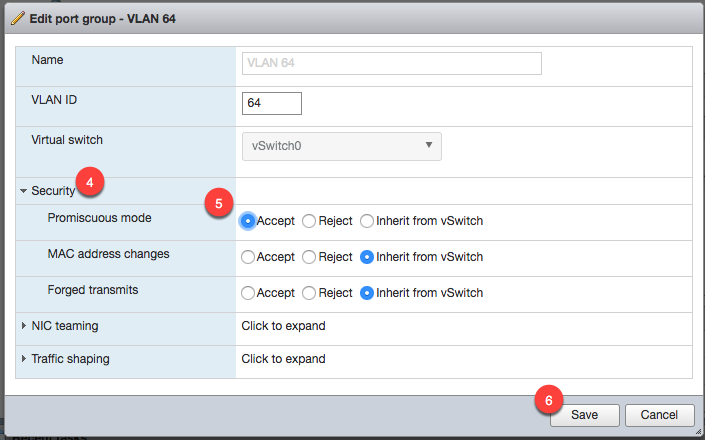 Edit port group - VLAN 64
Name VLAN 64
VLAN ID 64
Virtual switch vSwitch0
Security 4
Promiscuous mode 5 Accept Reject Inherit from vSwitch
MAC address changes Accept Reject Inherit from vSwitch
Forged transmits Accept Reject Inherit from vSwitch
NIC teaming Click to expand
Traffic shaping Click to expand
6 Save Cancel
Recent tasks